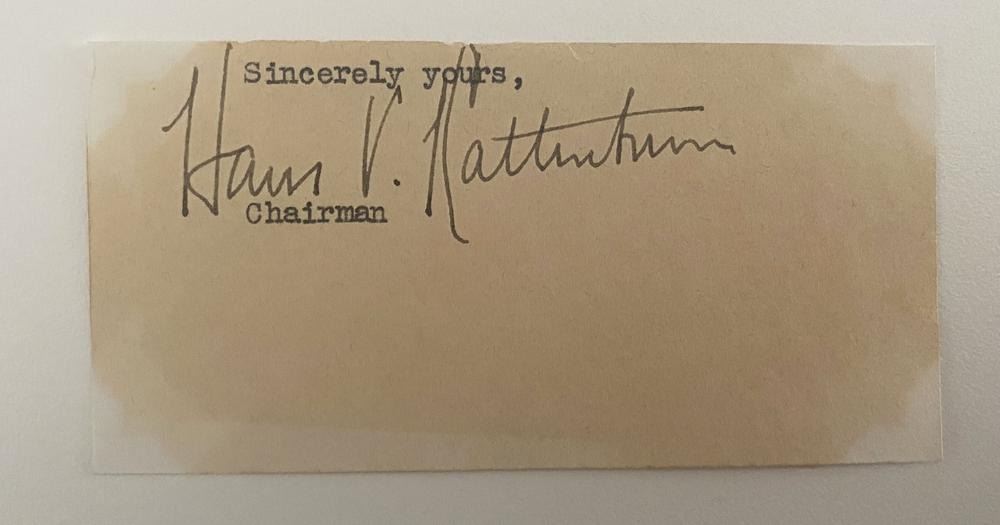 Sincerely yours,
Hans V. Kaltenborn
Chairman